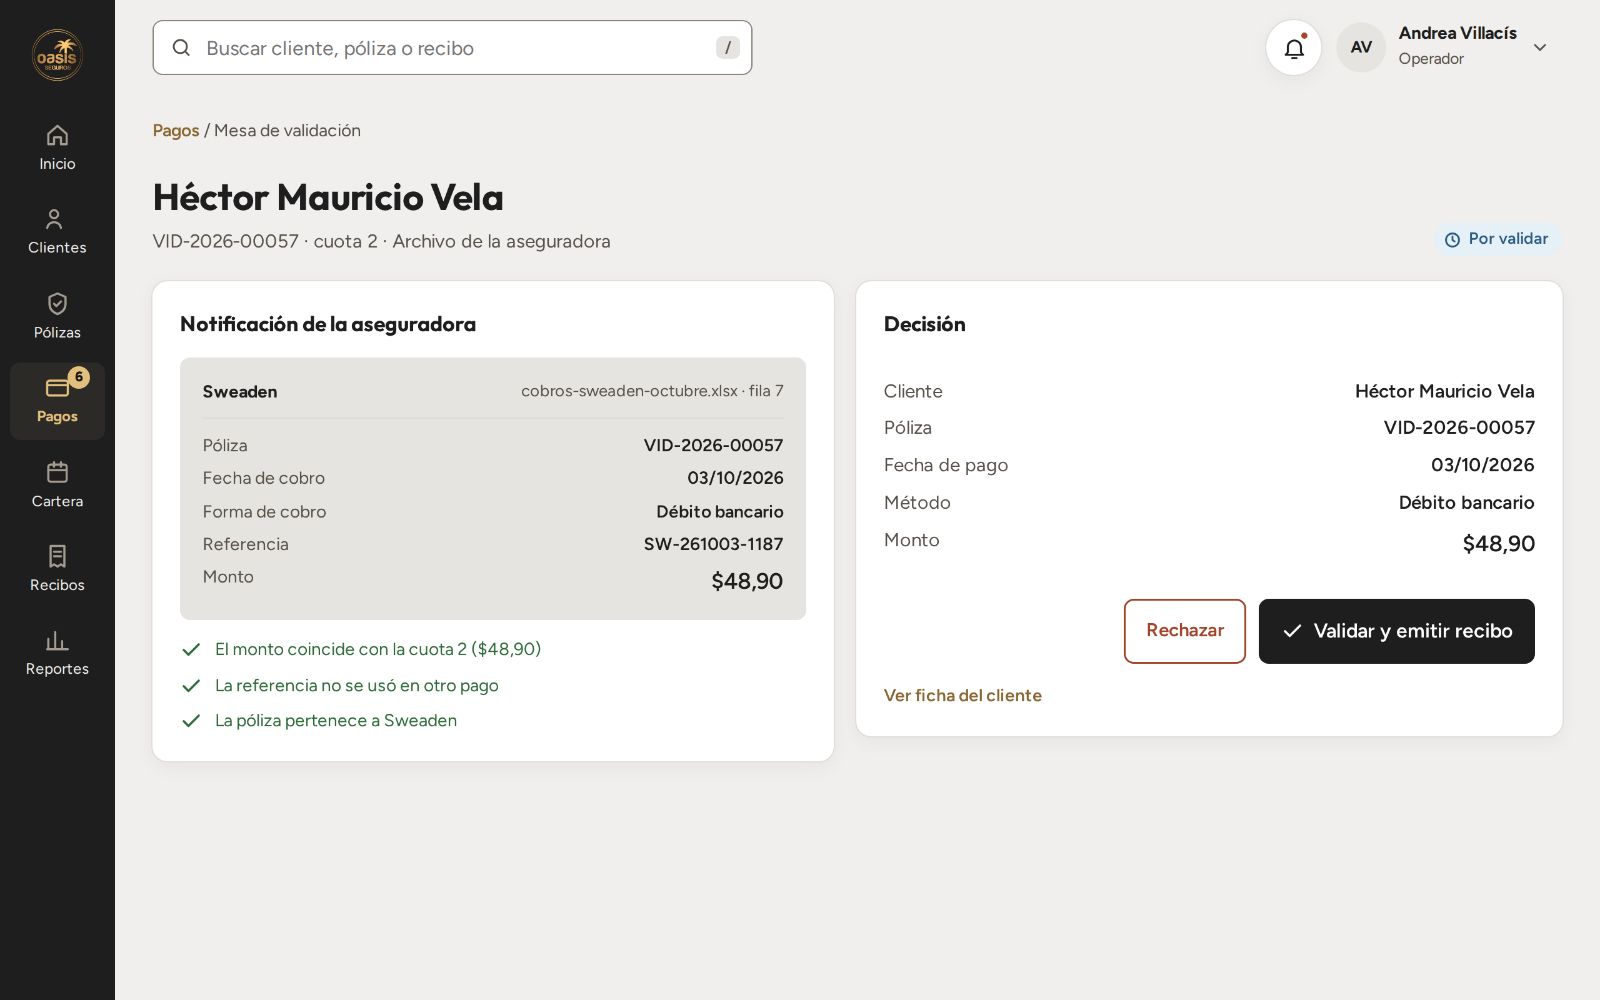 oasis
SEGUROS
Buscar cliente, póliza o recibo
/
AV
Andrea Villacís
Operador
Inicio
Clientes
Pólizas
6
Pagos
Cartera
Recibos
Reportes
Pagos / Mesa de validación
Héctor Mauricio Vela
VID-2026-00057 · cuota 2 · Archivo de la aseguradora
Por validar
Notificación de la aseguradora
Sweaden
cobros-sweaden-octubre.xlsx · fila 7
Póliza VID-2026-00057
Fecha de cobro 03/10/2026
Forma de cobro Débito bancario
Referencia SW-261003-1187
Monto $48,90
El monto coincide con la cuota 2 ($48,90)
La referencia no se usó en otro pago
La póliza pertenece a Sweaden
Decisión
Cliente Héctor Mauricio Vela
Póliza VID-2026-00057
Fecha de pago 03/10/2026
Método Débito bancario
Monto $48,90
Rechazar
Validar y emitir recibo
Ver ficha del cliente